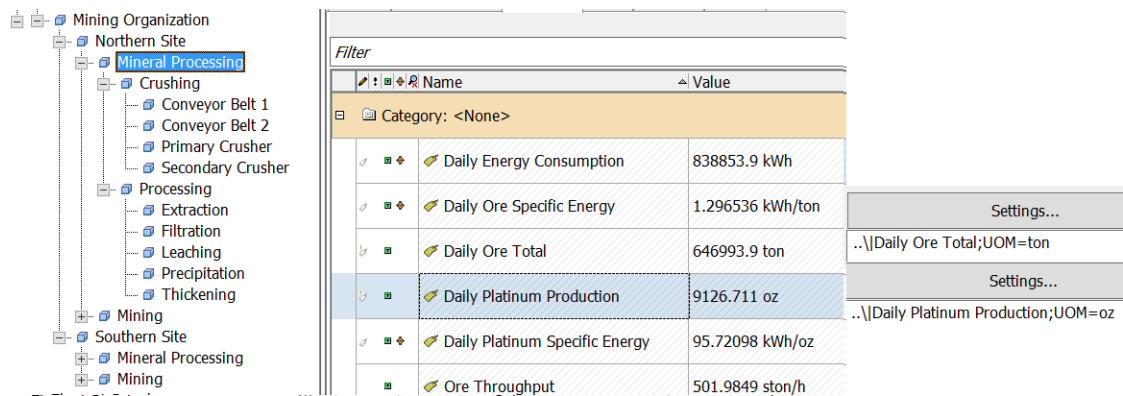 Mining Organization
Northern Site
Mineral Processing
Crushing
Conveyor Belt 1
Conveyor Belt 2
Primary Crusher
Secondary Crusher
Processing
Extraction
Filtration
Leaching
Precipitation
Thickening
Mining
Southern Site
Mineral Processing
Mining
Filter
Name Value
Category: <None>
Daily Energy Consumption 838853.9 kWh
Daily Ore Specific Energy 1.296536 kWh/ton
Daily Ore Total 646993.9 ton
Daily Platinum Production 9126.711 oz
Daily Platinum Specific Energy 95.72098 kWh/oz
Ore Throughput 501.9849 ston/h
Settings...
..\|Daily Ore Total;UOM=ton
Settings...
..\|Daily Platinum Production;UOM=oz